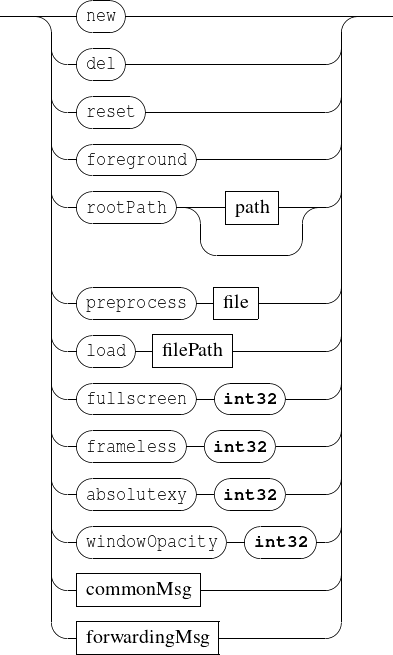 new
del
reset
foreground
rootPath path
preprocess file
load filePath
fullscreen int32
frameless int32
absolutexy int32
windowOpacity int32
commonMsg
forwardingMsg